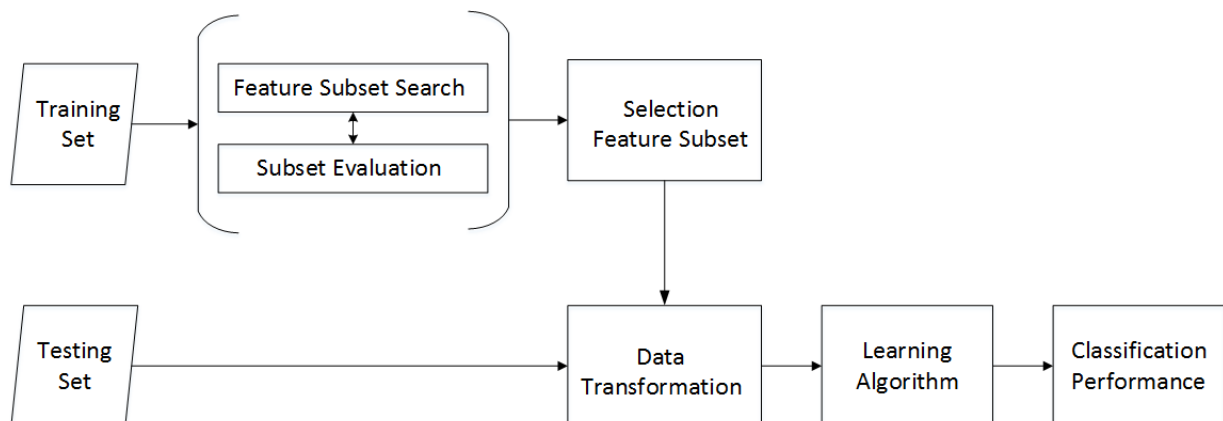 Training
Set
Feature Subset Search
Subset Evaluation
Selection
Feature Subset
Testing
Set
Data
Transformation
Learning
Algorithm
Classification
Performance